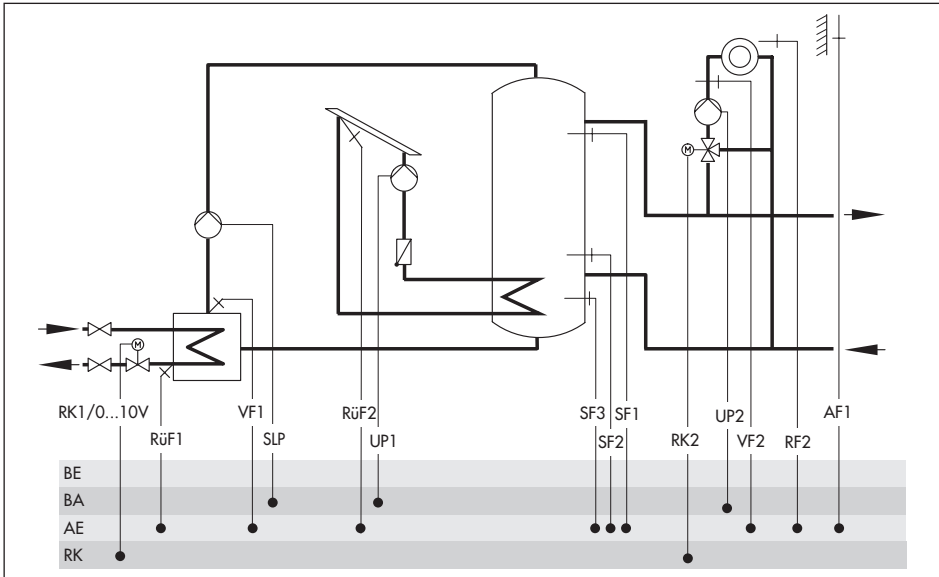 M
M
RK1/0...10V
RüF1
VF1
SLP
RüF2
UP1
SF3
SF1
SF2
RK2
UP2
VF2
RF2
AF1
BE
BA
AE
RK